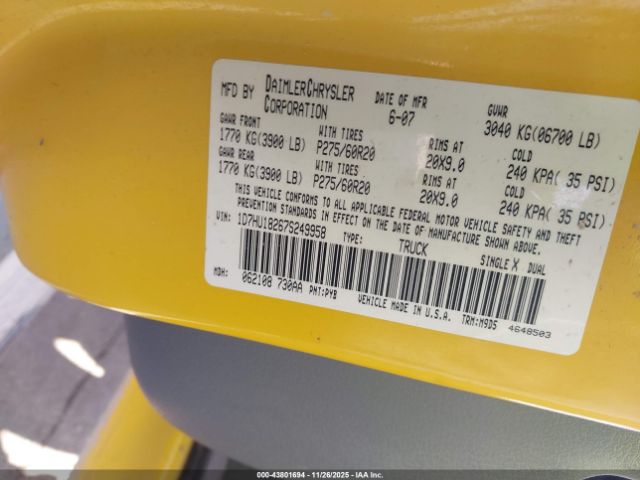 MFD BY DAIMLERCHRYSLER CORPORATION DATE OF MFR 6-07 GVWR 3040 KG(06700 LB)
GAWR FRONT WITH TIRES RIMS AT COLD
1770 KG(3900 LB) P275/60R20 20X9.0 240 KPA( 35 PSI)
GAWR REAR WITH TIRES RIMS AT COLD
1770 KG(3900 LB) P275/60R20 20X9.0 240 KPA( 35 PSI)
THIS VEHICLE CONFORMS TO ALL APPLICABLE FEDERAL MOTOR VEHICLE SAFETY AND THEFT
PREVENTION STANDARDS IN EFFECT ON THE DATE OF MANUFACTURE SHOWN ABOVE.
VIN: 1D7HU18267S249958 TYPE: TRUCK SINGLE X DUAL
MDH: 062108 730AA PNT:PYB VEHICLE MADE IN U.S.A. TRM:M9D5 4648503
000-43801694 - 11/26/2025 - IAA Inc.